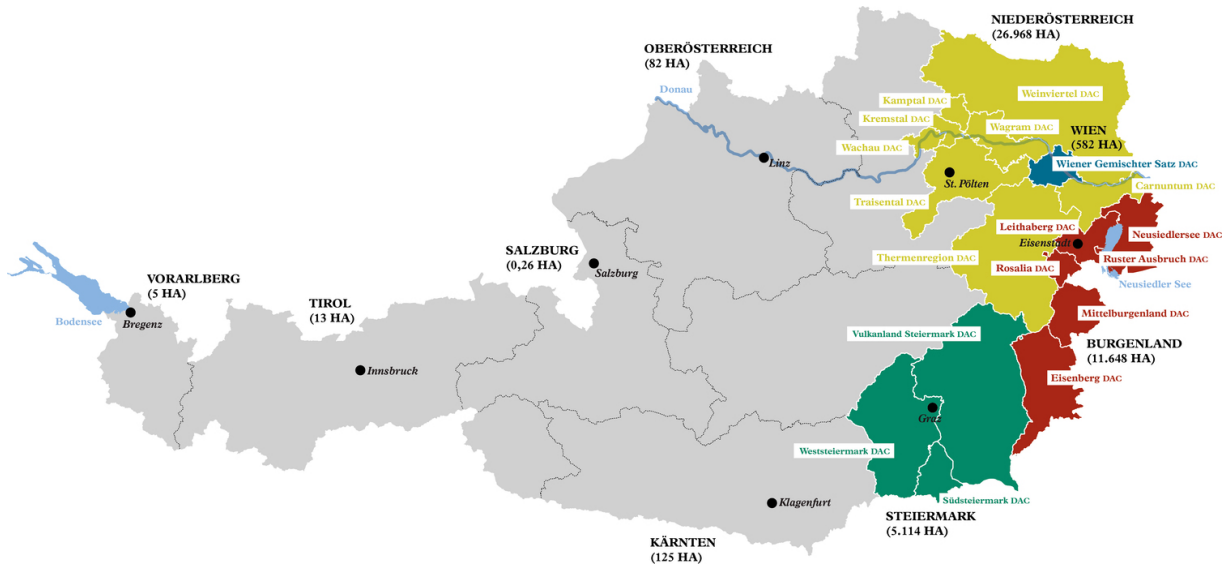 NIEDERÖSTERREICH
(26.968 HA)
OBERÖSTERREICH
(82 HA)
Donau
Kamptal DAC
Weinviertel DAC
Kremstal DAC
Wagram DAC
WIEN
(582 HA)
Wachau DAC
Linz
Wiener Gemischter Satz DAC
St. Pölten
Carnuntum DAC
Traisental DAC
Leithaberg DAC
Neusiedlersee DAC
Eisenstadt
SALZBURG
(0,26 HA)
Salzburg
Thermenregion DAC
Ruster Ausbruch DAC
Rosalia DAC
Neusiedler See
VORARLBERG
(5 HA)
TIROL
(13 HA)
Bodensee
Bregenz
Mittelburgenland DAC
Vulkanland Steiermark DAC
BURGENLAND
(11.648 HA)
Innsbruck
Eisenberg DAC
Graz
Weststeiermark DAC
Südsteiermark DAC
Klagenfurt
STEIERMARK
(5.114 HA)
KÄRNTEN
(125 HA)